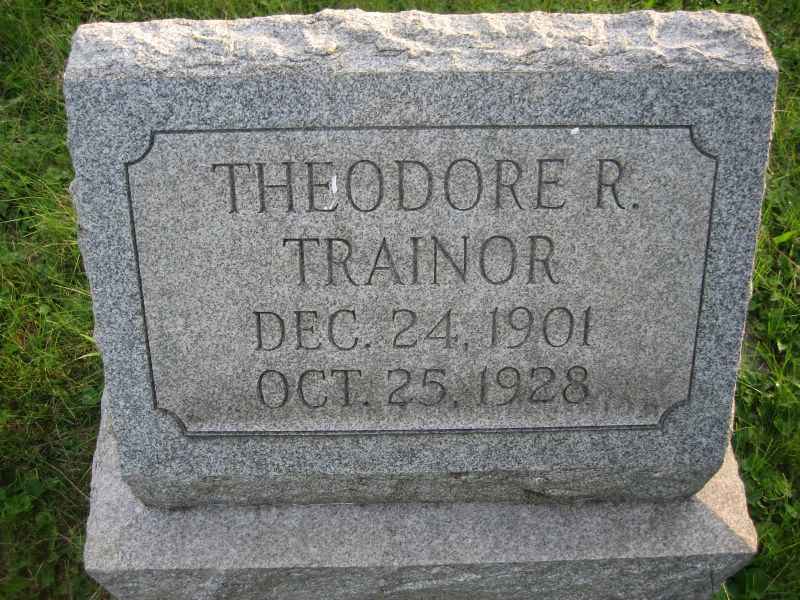 THEODORE R.
TRAINOR
DEC. 24, 1901
OCT. 25, 1928